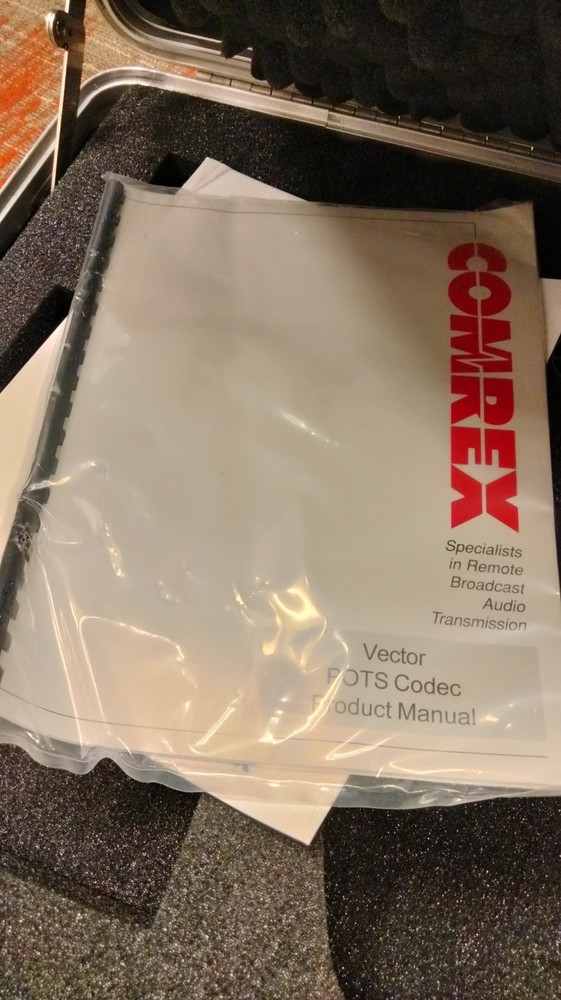 COMREX
Specialists
in Remote
Broadcast
Audio
Transmission
Vector
POTS Codec
Product Manual